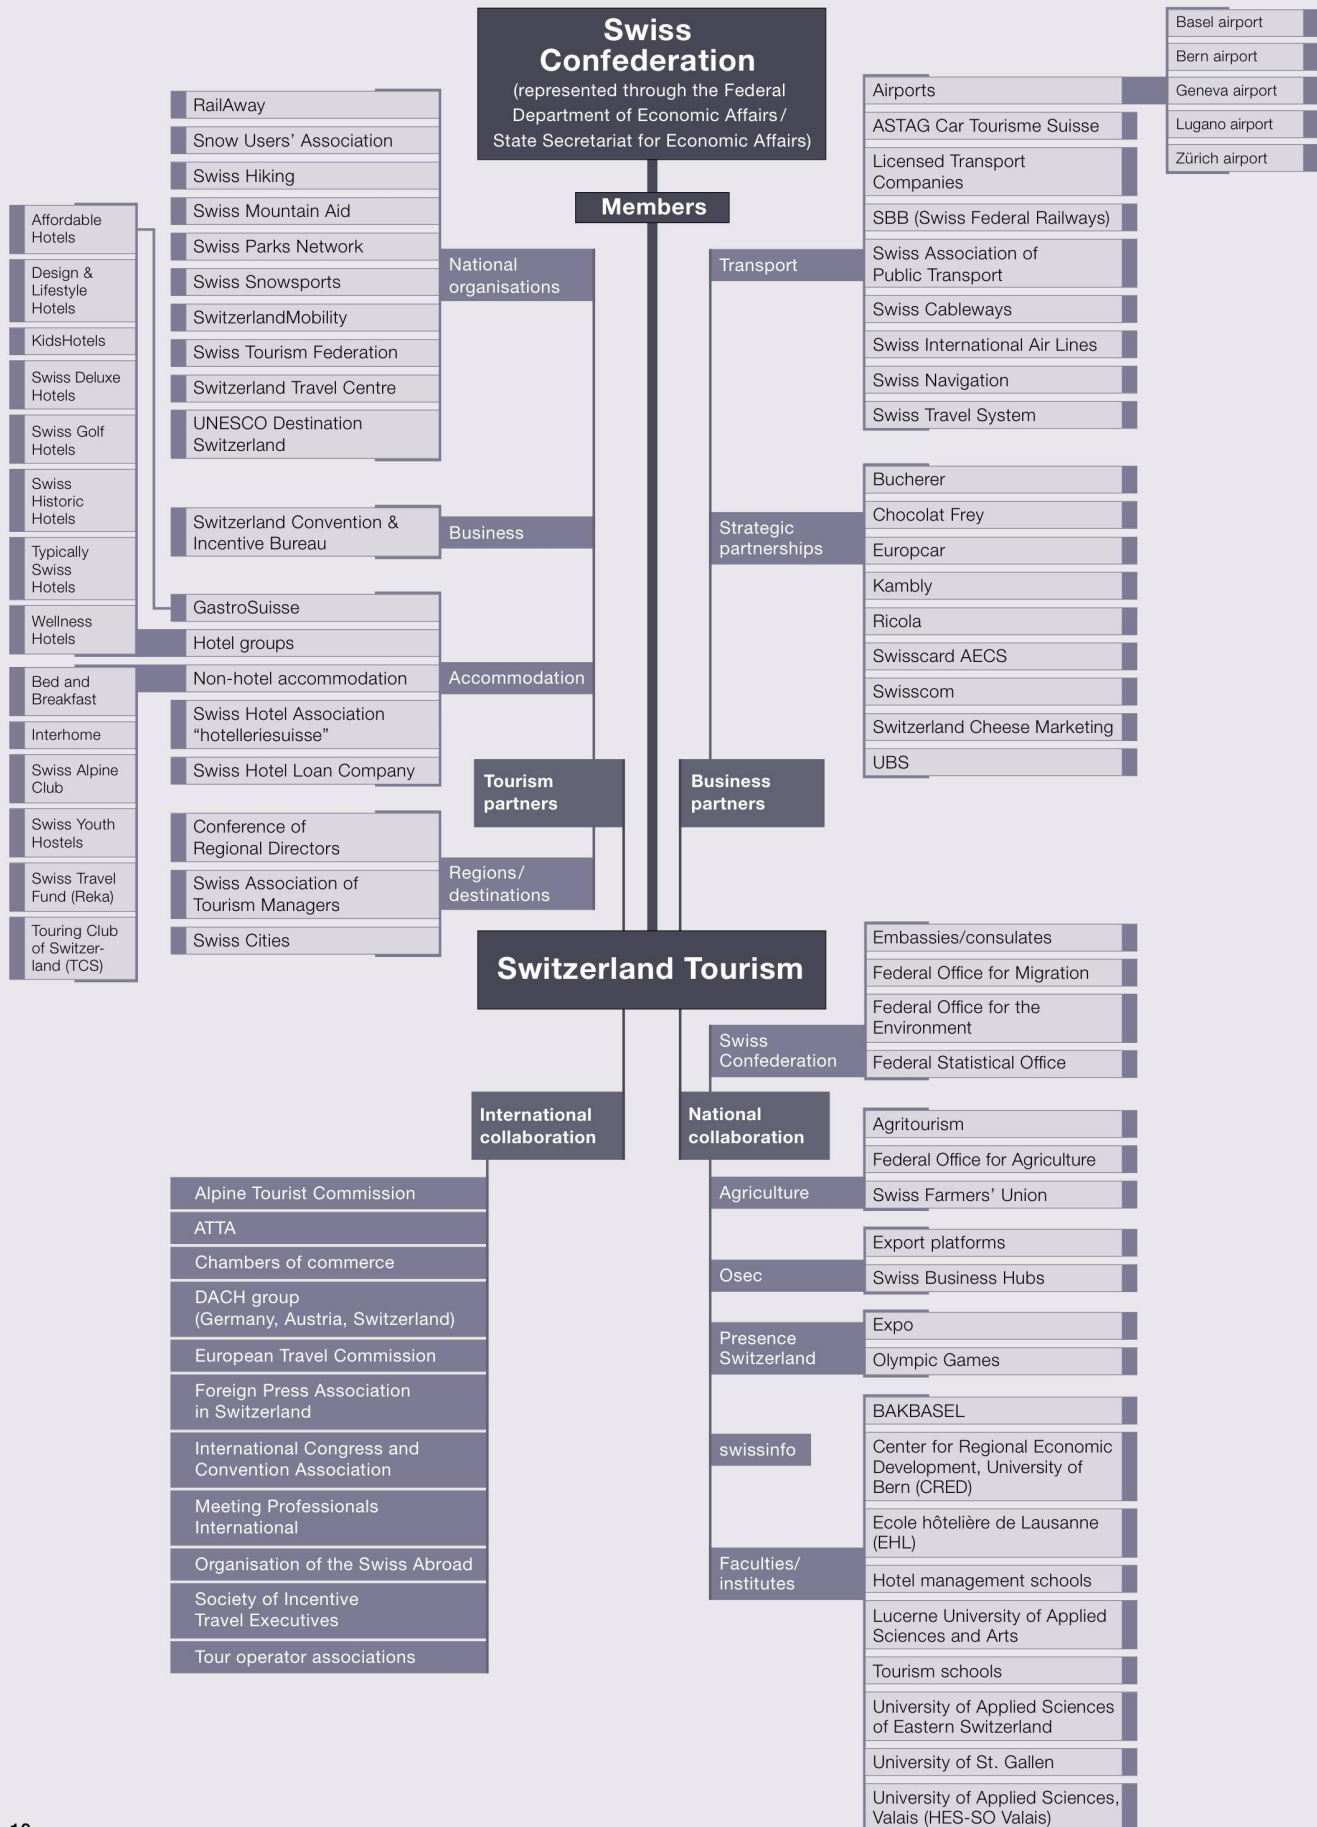 Swiss
Confederation
(represented through the Federal
Department of Economic Affairs/
State Secretariat for Economic Affairs)
Members
RailAway
Snow Users’ Association
Swiss Hiking
Swiss Mountain Aid
Swiss Parks Network
Swiss Snowsports
SwitzerlandMobility
Swiss Tourism Federation
Switzerland Travel Centre
UNESCO Destination
Switzerland
National
organisations
Switzerland Convention &
Incentive Bureau
Business
Affordable
Hotels
Design &
Lifestyle
Hotels
KidsHotels
Swiss Deluxe
Hotels
Swiss Golf
Hotels
Swiss
Historic
Hotels
Typically
Swiss
Hotels
Wellness
Hotels
Bed and
Breakfast
Interhome
Swiss Alpine
Club
Swiss Youth
Hostels
Swiss Travel
Fund (Reka)
Touring Club
of Switzer-
land (TCS)
GastroSuisse
Hotel groups
Non-hotel accommodation
Swiss Hotel Association
“hotelleriesuisse”
Swiss Hotel Loan Company
Accommodation
Conference of
Regional Directors
Swiss Association of
Tourism Managers
Swiss Cities
Regions/
destinations
Tourism
partners
Business
partners
Transport
Airports
ASTAG Car Tourisme Suisse
Licensed Transport
Companies
SBB (Swiss Federal Railways)
Swiss Association of
Public Transport
Swiss Cableways
Swiss International Air Lines
Swiss Navigation
Swiss Travel System
Basel airport
Bern airport
Geneva airport
Lugano airport
Zürich airport
Strategic
partnerships
Bucherer
Chocolat Frey
Europcar
Kambly
Ricola
Swisscard AECS
Swisscom
Switzerland Cheese Marketing
UBS
Switzerland Tourism
International
collaboration
Alpine Tourist Commission
ATTA
Chambers of commerce
DACH group
(Germany, Austria, Switzerland)
European Travel Commission
Foreign Press Association
in Switzerland
International Congress and
Convention Association
Meeting Professionals
International
Organisation of the Swiss Abroad
Society of Incentive
Travel Executives
Tour operator associations
National
collaboration
Swiss
Confederation
Embassies/consulates
Federal Office for Migration
Federal Office for the
Environment
Federal Statistical Office
Agriculture
Agritourism
Federal Office for Agriculture
Swiss Farmers’ Union
Osec
Export platforms
Swiss Business Hubs
Presence
Switzerland
Expo
Olympic Games
swissinfo
Faculties/
institutes
BAKBASEL
Center for Regional Economic
Development, University of
Bern (CRED)
Ecole hôtelière de Lausanne
(EHL)
Hotel management schools
Lucerne University of Applied
Sciences and Arts
Tourism schools
University of Applied Sciences
of Eastern Switzerland
University of St. Gallen
University of Applied Sciences,
Valais (HES-SO Valais)